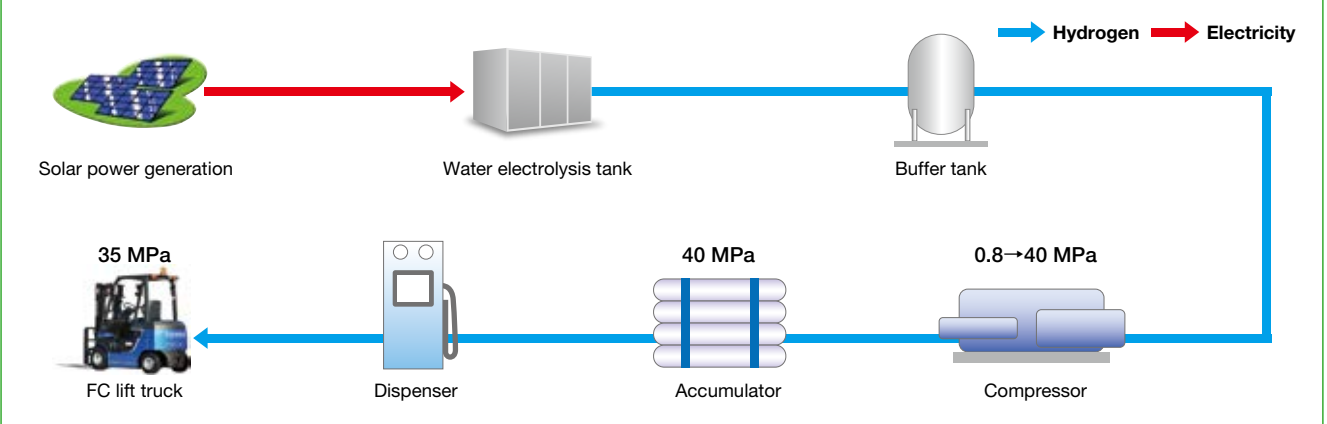 Hydrogen Electricity
Solar power generation
Water electrolysis tank
Buffer tank
35 MPa
40 MPa
0.8→40 MPa
FC lift truck
Dispenser
Accumulator
Compressor